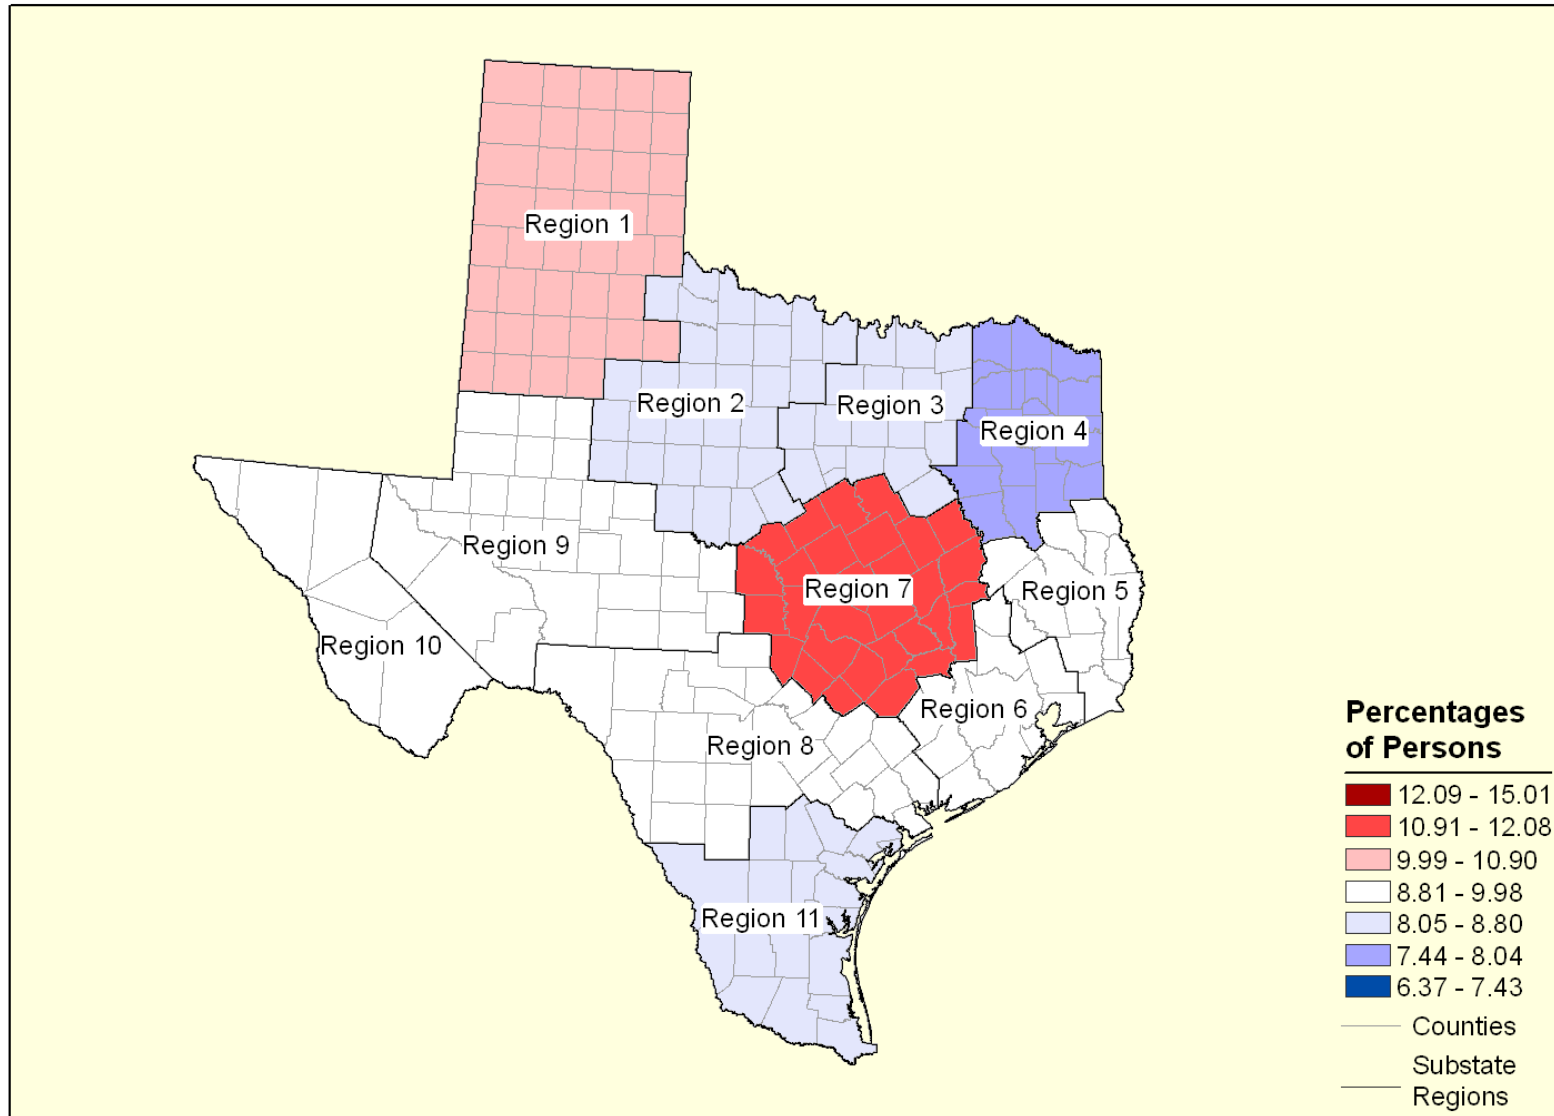 Region 1
Region 2
Region 3
Region 4
Region 9
Region 7
Region 5
Region 10
Region 6
Region 8
Region 11
Percentages
of Persons
12.09 - 15.01
10.91 - 12.08
9.99 - 10.90
8.81 - 9.98
8.05 - 8.80
7.44 - 8.04
6.37 - 7.43
Counties
Substate
Regions